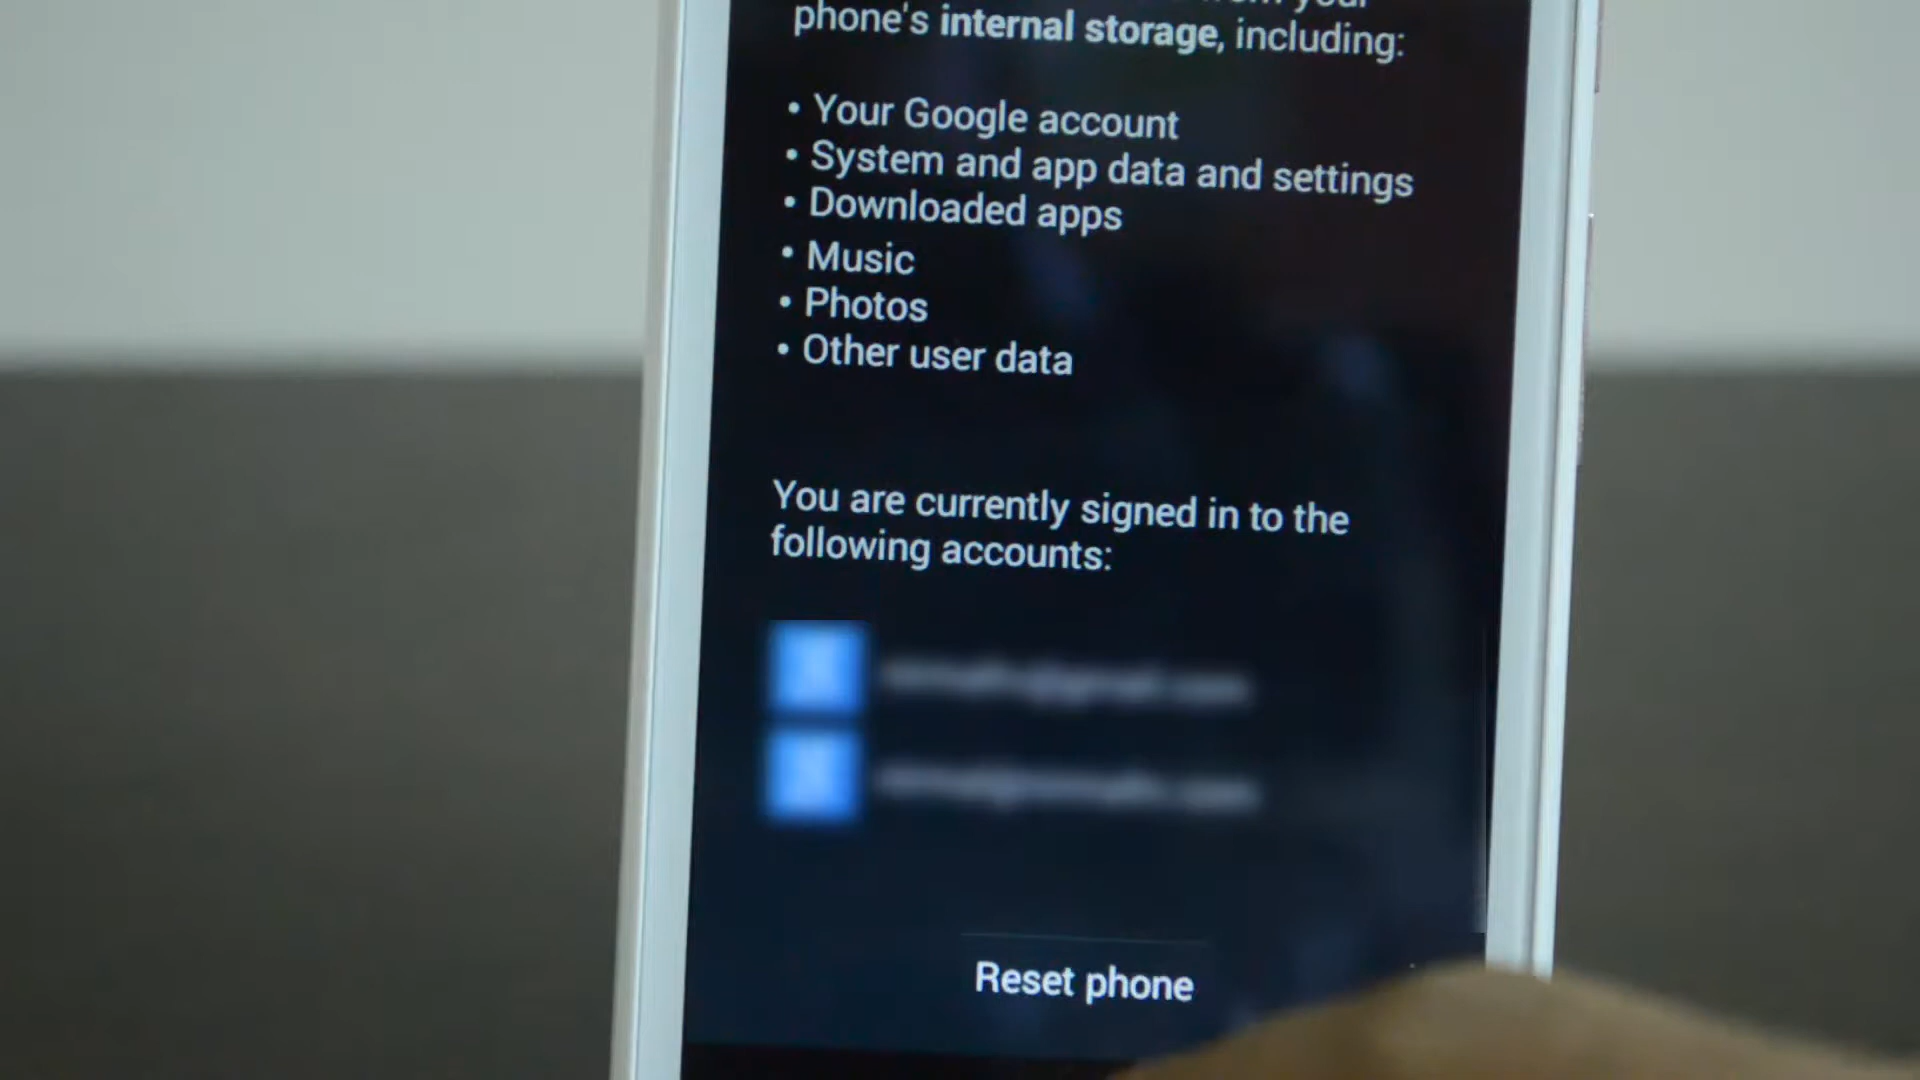 your
phone's internal storage, including:
• Your Google account
• System and app data and settings
• Downloaded apps
• Music
• Photos
• Other user data
You are currently signed in to the
following accounts:
Reset phone